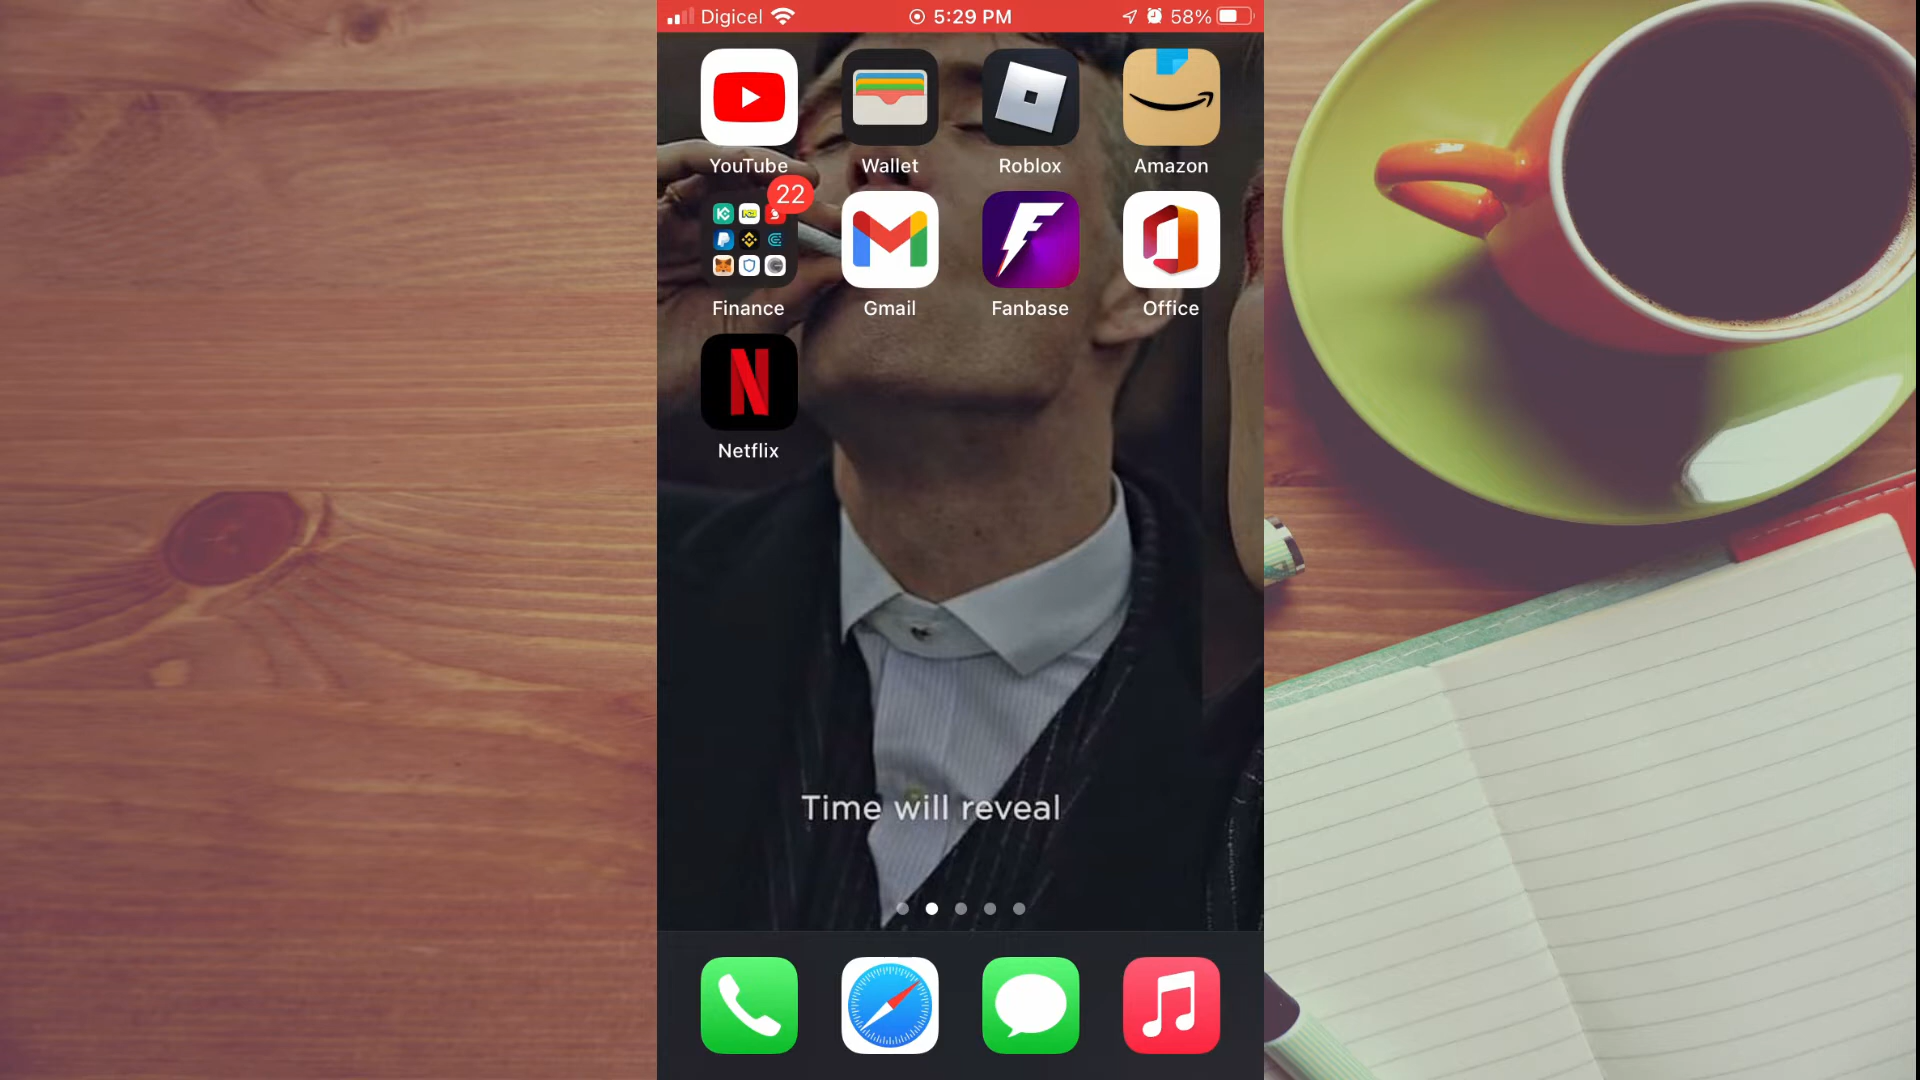 Digicel 5:29 PM 58%
YouTube Wallet Roblox Amazon
22
Finance Gmail Fanbase Office
N
Netflix
Time will reveal